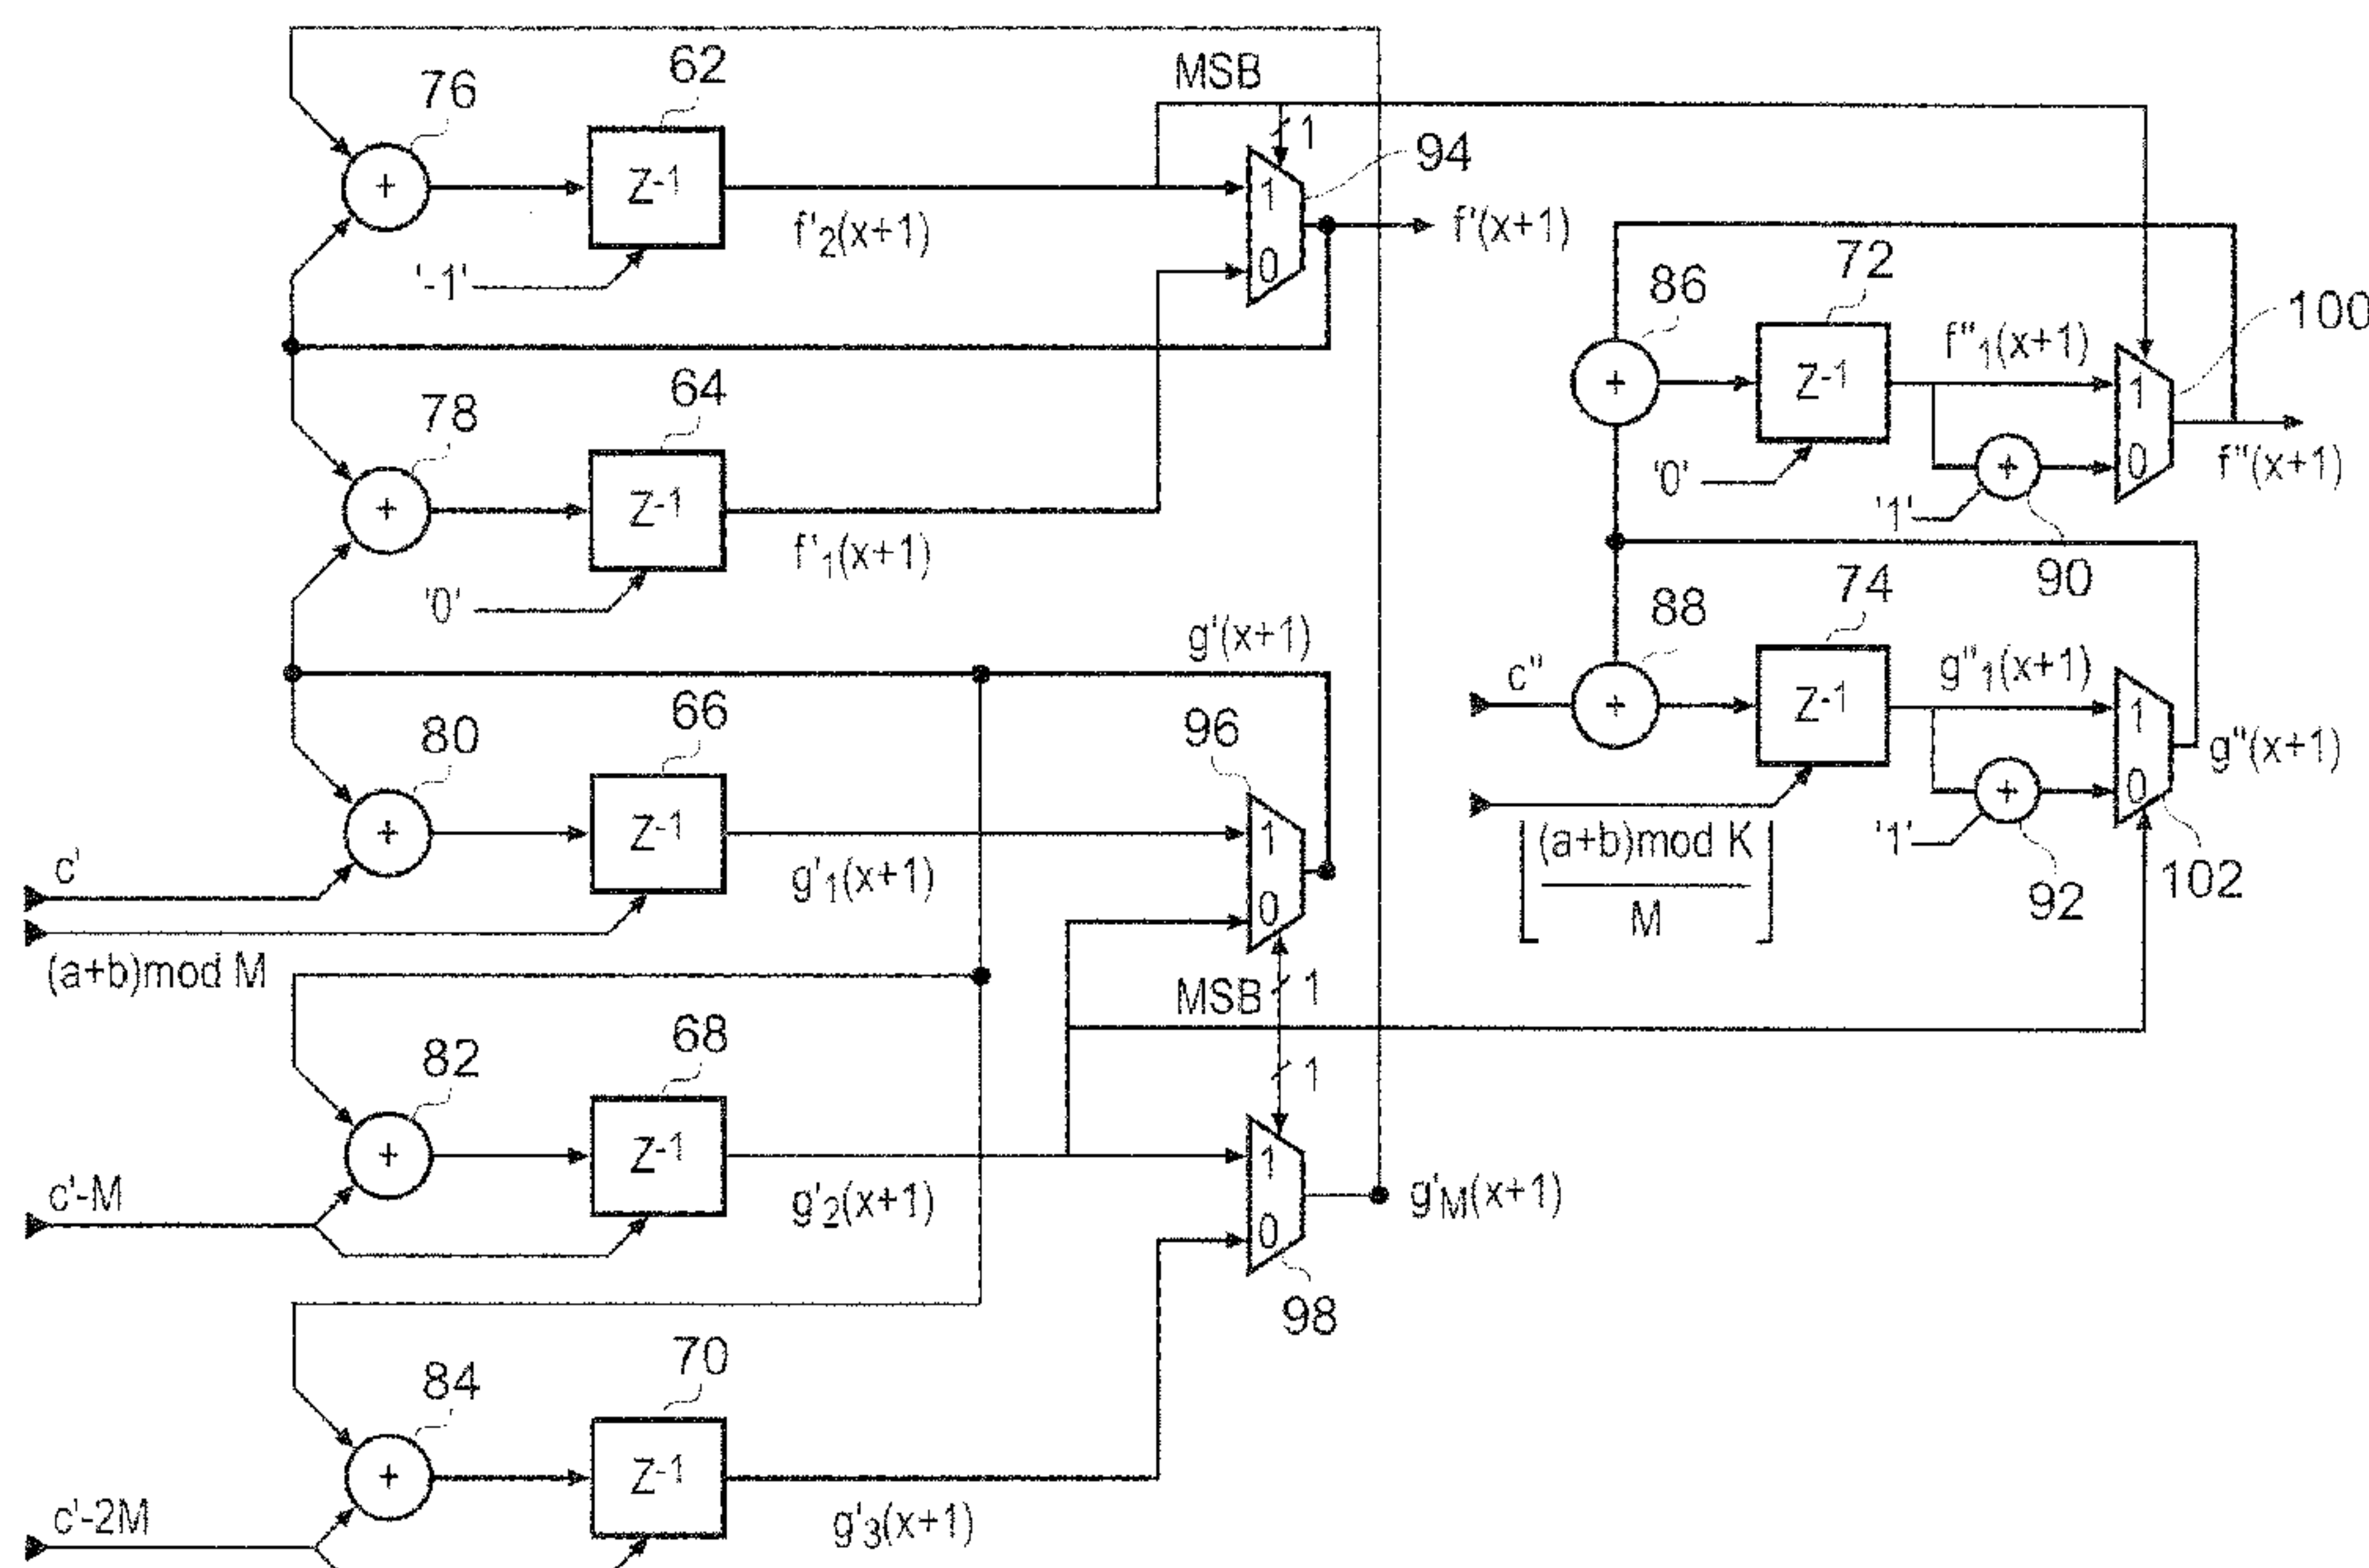 62
MSB
76
1
94
+
Z-1
1
f'2(x+1)
f'(x+1)
'-1'
0
72
86
100
64
f"1(x+1)
78
+
Z-1
1
'0'
+
0
f"(x+1)
+
Z-1
'1'
f'1(x+1)
90
'0'
74
88
g'(x+1)
c"
g"1(x+1)
66
96
+
Z-1
1
80
g"(x+1)
+
0
+
Z-1
1
'1'
c'
g'1(x+1)
(a+b)mod K
92
102
0
M
(a+b)mod M
MSB
1
68
82
1
+
Z-1
1
c'-M
g'2(x+1)
g'M(x+1)
0
98
70
84
+
Z-1
c'-2M
g'3(x+1)